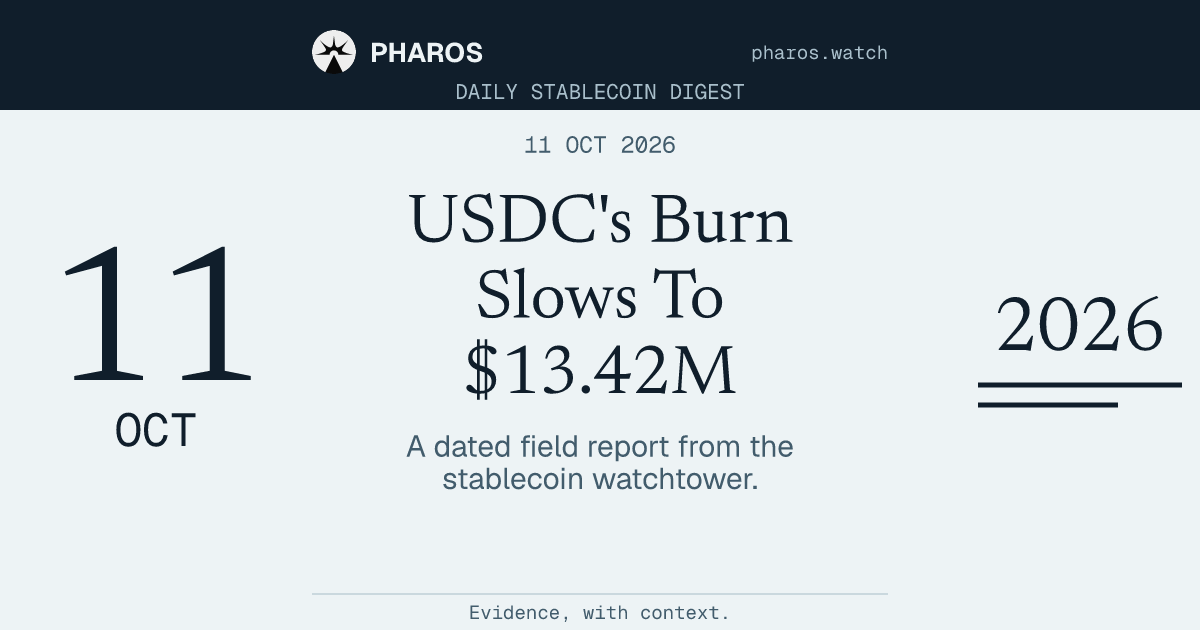 PHAROS
pharos.watch
DAILY STABLECOIN DIGEST
11 OCT 2026
11
OCT
USDC's Burn
Slows To
$13.42M
A dated field report from the
stablecoin watchtower.
2026
Evidence, with context.